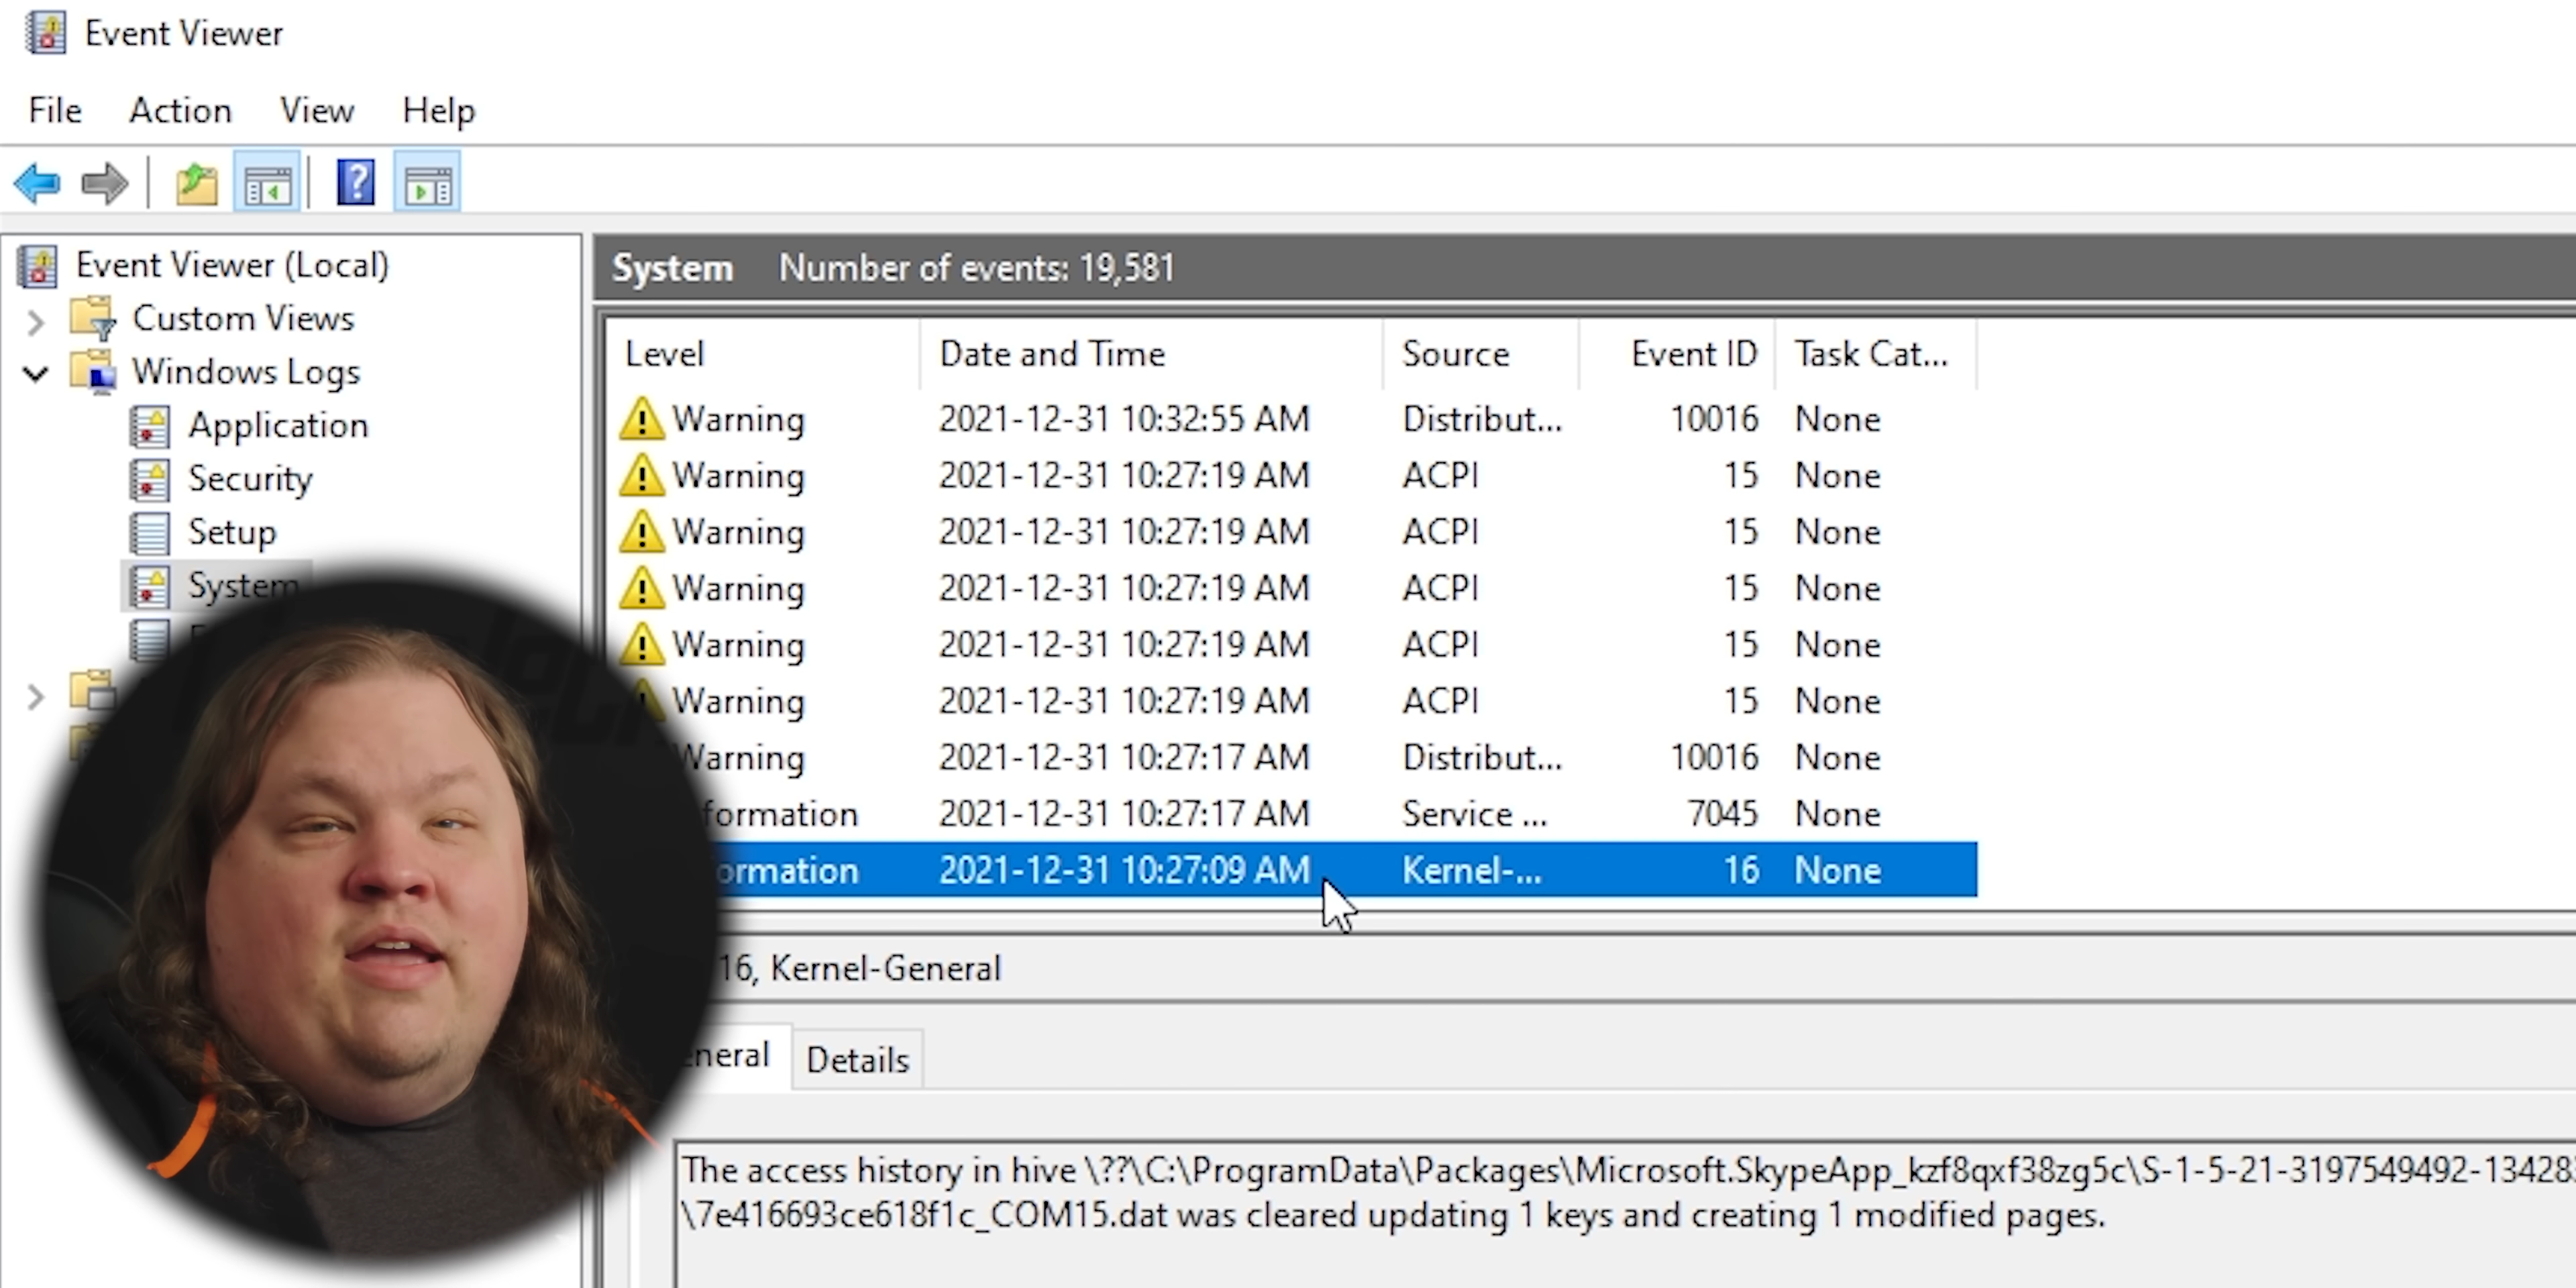 Event Viewer
File Action View Help
Event Viewer (Local)
Custom Views
Windows Logs
Application
Security
Setup
System
System Number of events: 19,581
Level Date and Time Source Event ID Task Cat...
Warning 2021-12-31 10:32:55 AM Distribut... 10016 None
Warning 2021-12-31 10:27:19 AM ACPI 15 None
Warning 2021-12-31 10:27:19 AM ACPI 15 None
Warning 2021-12-31 10:27:19 AM ACPI 15 None
Warning 2021-12-31 10:27:19 AM ACPI 15 None
Warning 2021-12-31 10:27:19 AM ACPI 15 None
Warning 2021-12-31 10:27:17 AM Distribut... 10016 None
formation 2021-12-31 10:27:17 AM Service ... 7045 None
ormation 2021-12-31 10:27:09 AM Kernel-... 16 None
16, Kernel-General
eneral Details
The access history in hive \??\C:\ProgramData\Packages\Microsoft.SkypeApp_kzf8qxf38zg5c\S-1-5-21-3197549492-13428
\7e416693ce618f1c_COM15.dat was cleared updating 1 keys and creating 1 modified pages.